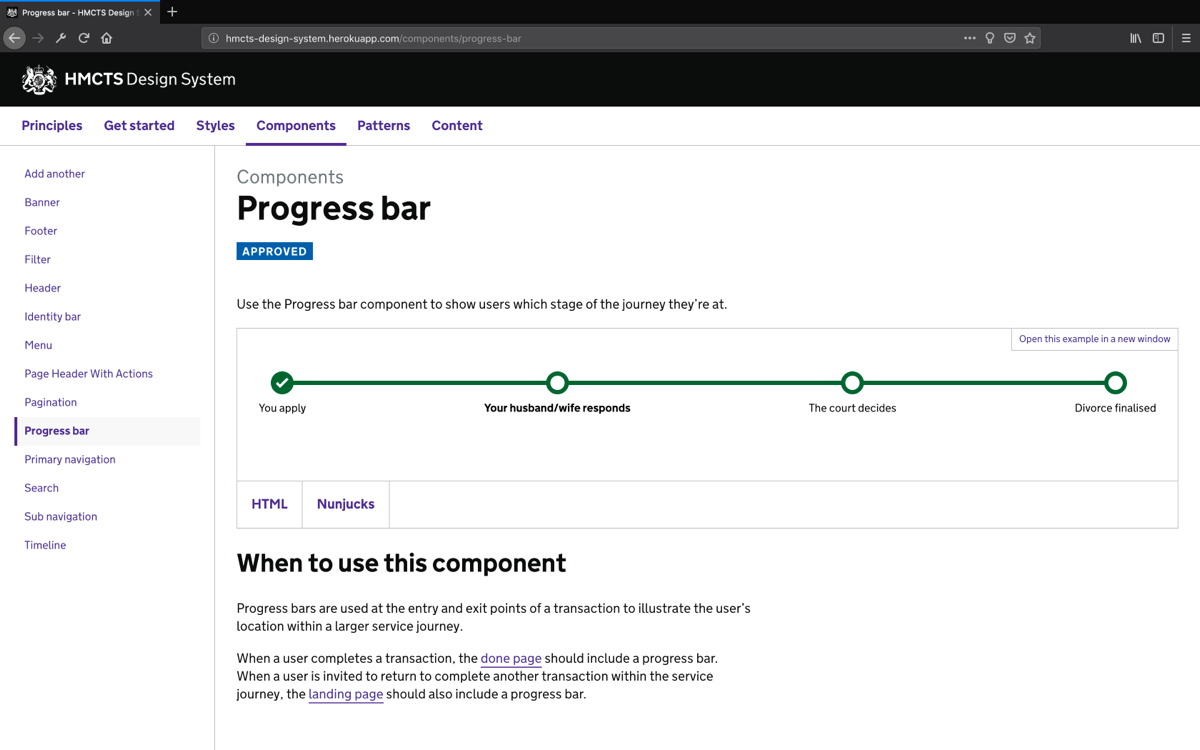 Progress bar - HMCTS Design S
hmcts-design-system.herokuapp.com/components/progress-bar
HMCTS Design System
Principles Get started Styles Components Patterns Content
Add another
Banner
Footer
Filter
Header
Identity bar
Menu
Page Header With Actions
Pagination
Progress bar
Primary navigation
Search
Sub navigation
Timeline
Components
Progress bar
APPROVED
Use the Progress bar component to show users which stage of the journey they’re at.
Open this example in a new window
You apply Your husband/wife responds The court decides Divorce finalised
HTML Nunjucks
When to use this component
Progress bars are used at the entry and exit points of a transaction to illustrate the user’s
location within a larger service journey.
When a user completes a transaction, the done page should include a progress bar.
When a user is invited to return to complete another transaction within the service
journey, the landing page should also include a progress bar.